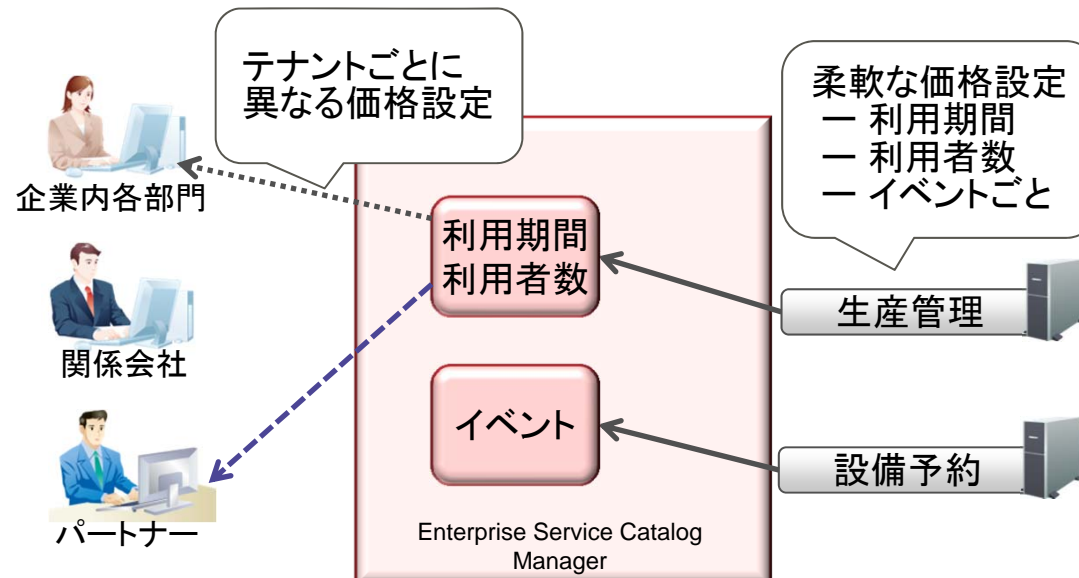 テナントごとに
異なる価格設定
柔軟な価格設定
ー 利用期間
ー 利用者数
ー イベントごと
企業内各部門
利用期間
利用者数
生産管理
関係会社
イベント
設備予約
パートナー
Enterprise Service Catalog
Manager